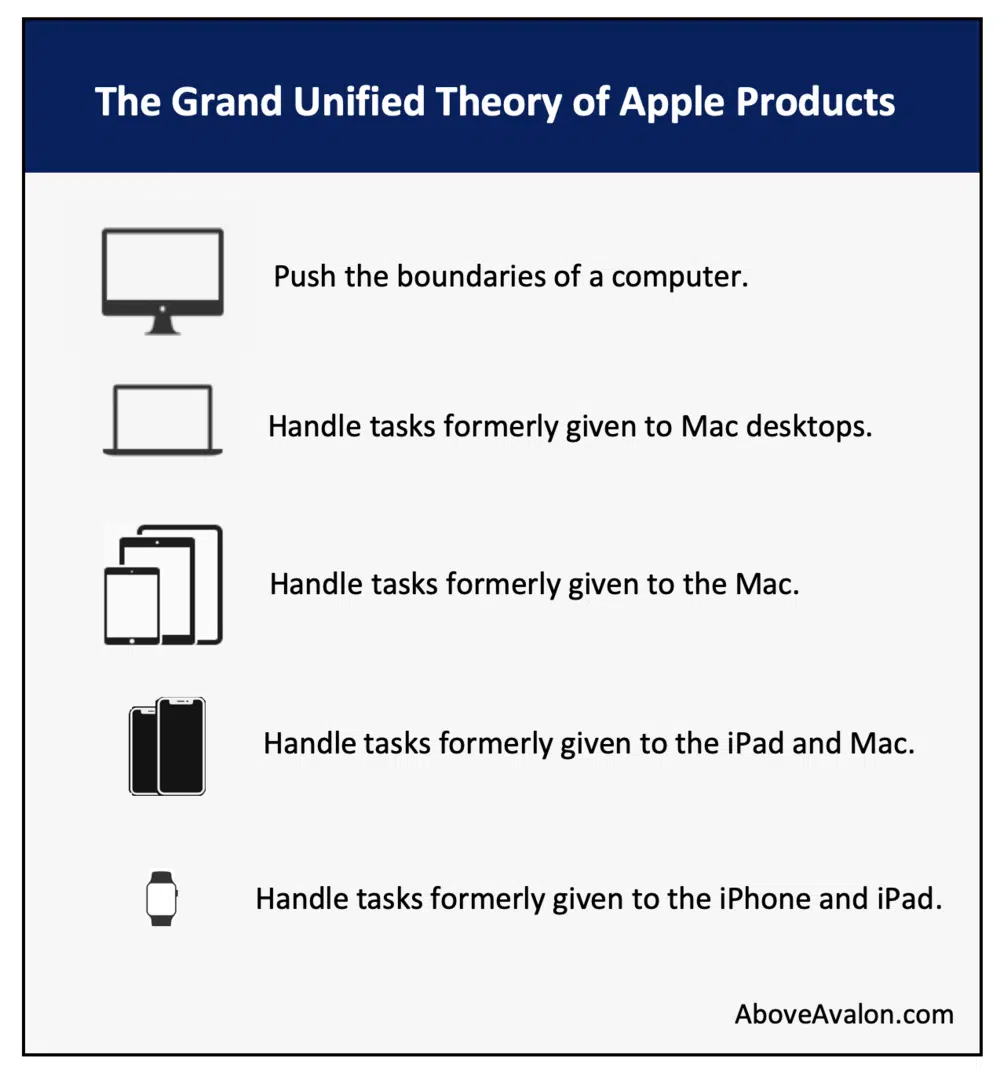 The Grand Unified Theory of Apple Products
Push the boundaries of a computer.
Handle tasks formerly given to Mac desktops.
Handle tasks formerly given to the Mac.
Handle tasks formerly given to the iPad and Mac.
Handle tasks formerly given to the iPhone and iPad.
AboveAvalon.com